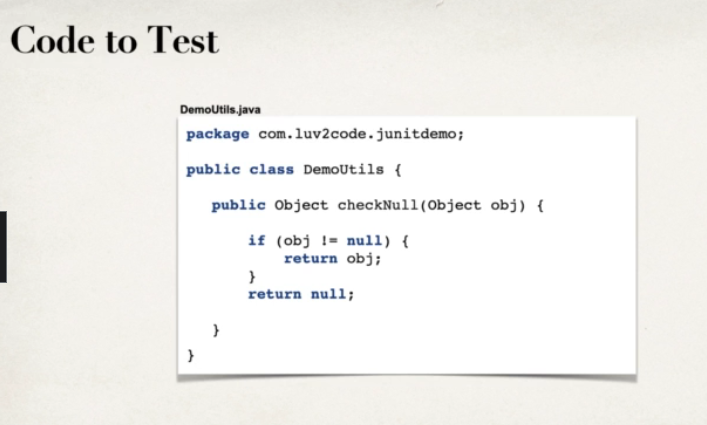 Code to Test
DemoUtils.java
package com.luv2code.junitdemo;
public class DemoUtils {
public Object checkNull(Object obj) {
if (obj != null) {
return obj;
}
return null;
}
}